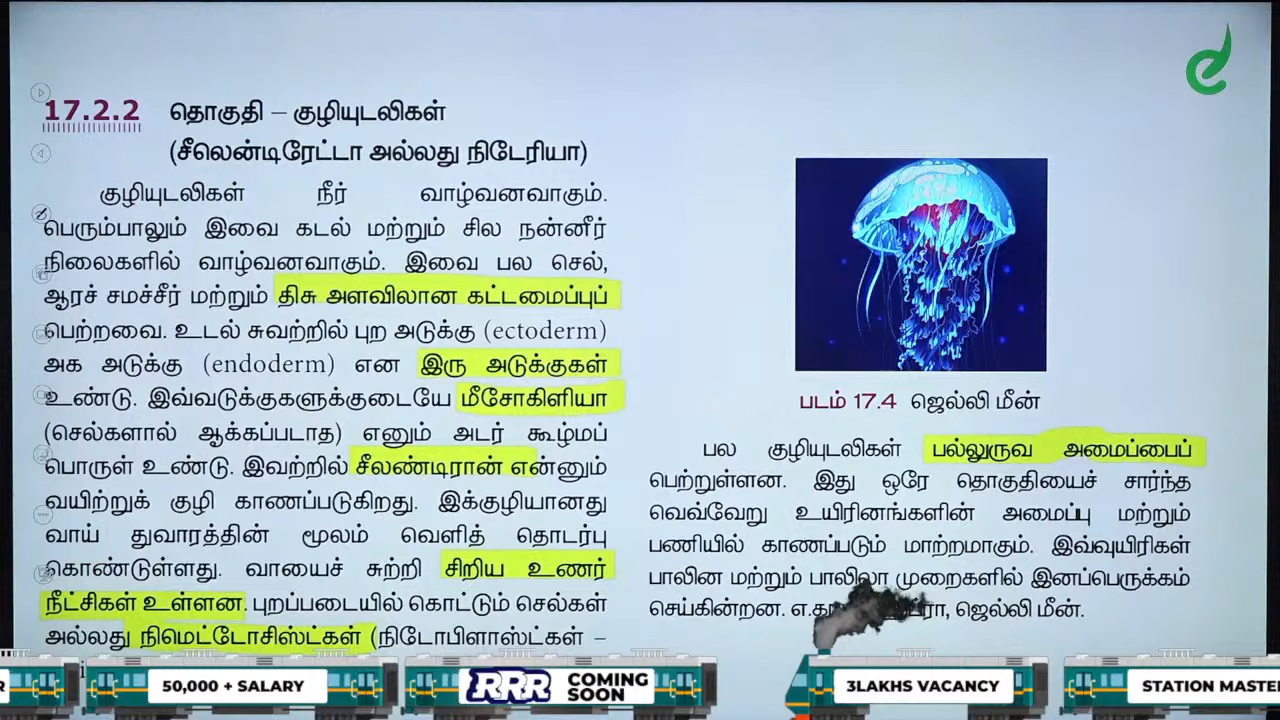 17.2.2 தொகுதி – குழியுடலிகள்
(சீலென்டிரேட்டா அல்லது நிடேரியா)
குழியுடலிகள் நீர் வாழ்வனவாகும்.
பெரும்பாலும் இவை கடல் மற்றும் சில நன்னீர்
நிலைகளில் வாழ்வனவாகும். இவை பல செல்,
ஆரச் சமச்சீர் மற்றும் திசு அளவிலான கட்டமைப்புப்
பெற்றவை. உடல் சுவற்றில் புற அடுக்கு (ectoderm)
அக அடுக்கு (endoderm) என இரு அடுக்குகள்
உண்டு. இவ்வடுக்குகளுக்குடையே மீசோகிளியா
(செல்களால் ஆக்கப்படாத) எனும் அடர் கூழ்மப்
பொருள் உண்டு. இவற்றில் சீலண்டிரான் என்னும்
வயிற்றுக் குழி காணப்படுகிறது. இக்குழியானது
வாய் துவாரத்தின் மூலம் வெளித் தொடர்பு
கொண்டுள்ளது. வாயைச் சுற்றி சிறிய உணர்
நீட்சிகள் உள்ளன. புறப்படையில் கொட்டும் செல்கள்
அல்லது நிமெட்டோசிஸ்ட்கள் (நிடோபிளாஸ்ட்கள் –
படம் 17.4 ஜெல்லி மீன்
பல குழியுடலிகள் பல்லுருவ அமைப்பைப்
பெற்றுள்ளன. இது ஒரே தொகுதியைச் சார்ந்த
வெவ்வேறு உயிரினங்களின் அமைப்பு மற்றும்
பணியில் காணப்படும் மாற்றமாகும். இவ்வுயிரிகள்
பாலின மற்றும் பாலிலா முறைகளில் இனப்பெருக்கம்
செய்கின்றன. ஜெல்லி மீன்.
50,000 + SALARY
RRR COMING SOON
3LAKHS VACANCY
STATION MASTE